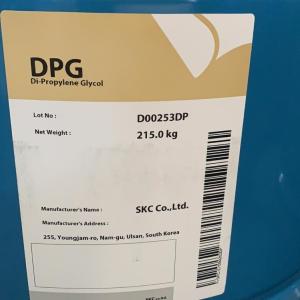 DPG
Di-Propylene Glycol
Lot No : D00253DP
Net Weight : 215.0 kg
Manufacturer's Name : SKC Co.,Ltd.
Manufacturer's Address :
255, Youngjam-ro, Nam-gu, Ulsan, South Korea